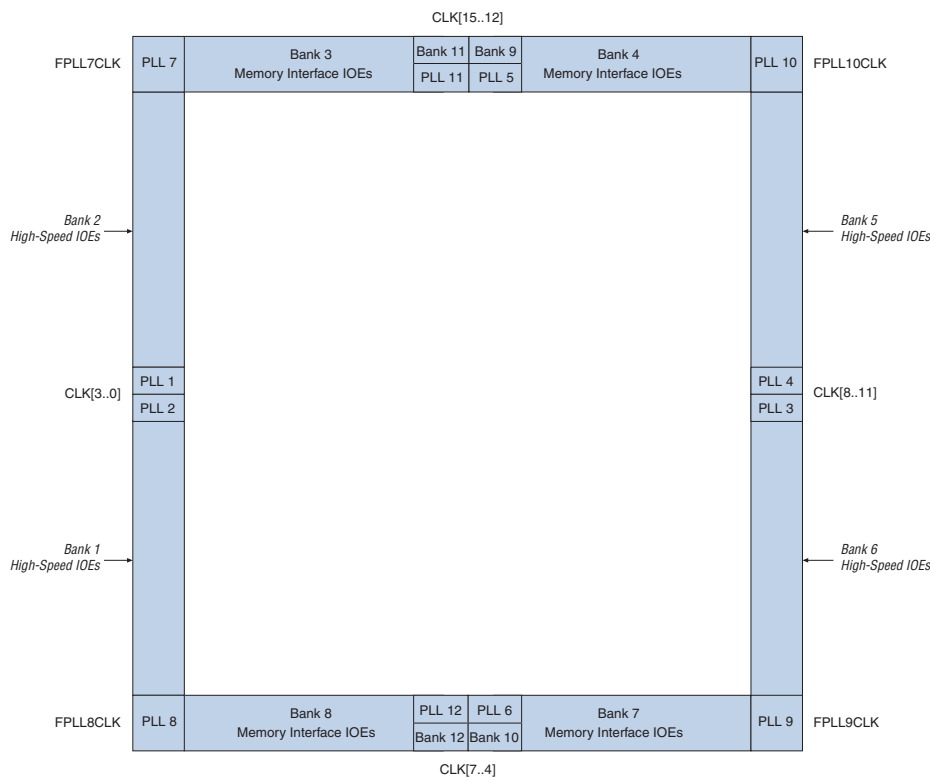 CLK[15..12]
FPLL7CLK
PLL 7
Bank 3
Memory Interface IOEs
Bank 11
Bank 9
PLL 11
PLL 5
Bank 4
Memory Interface IOEs
PLL 10
FPLL10CLK
Bank 2
High-Speed IOEs
Bank 5
High-Speed IOEs
CLK[3..0]
PLL 1
PLL 2
PLL 4
PLL 3
CLK[8..11]
Bank 1
High-Speed IOEs
Bank 6
High-Speed IOEs
FPLL8CLK
PLL 8
Bank 8
Memory Interface IOEs
PLL 12
PLL 6
Bank 12
Bank 10
Bank 7
Memory Interface IOEs
PLL 9
FPLL9CLK
CLK[7..4]